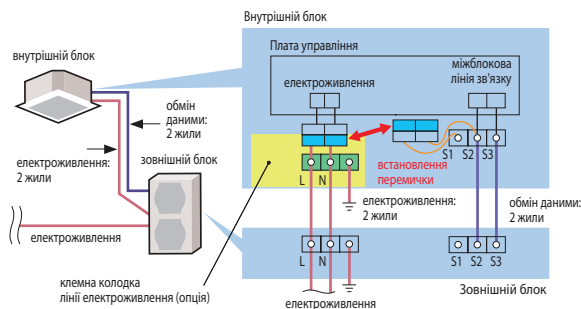 Внутрішній блок
Плата управління
електроживлення
міжблокова
лінія зв'язку
внутрішній блок
обмін
даними:
2 жили
електроживлення:
2 жили
зовнішній блок
електроживлення
S1 S2 S3
встановлення
перемички
L N
електроживлення:
2 жили
обмін даними:
2 жили
L N
S1 S2 S3
клемна колодка
лінії електроживлення (опція)
електроживлення
Зовнішній блок